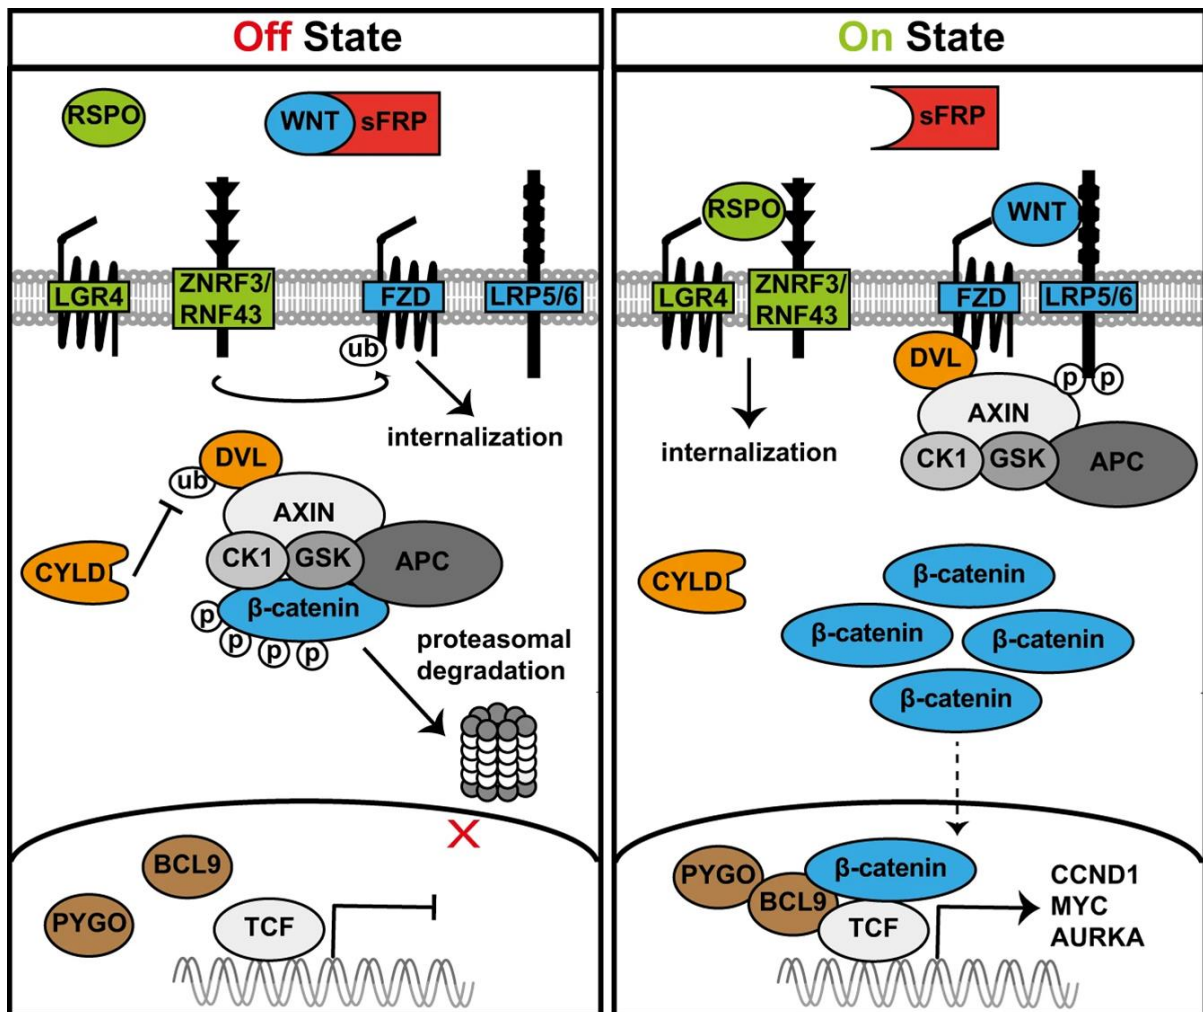 Off State
RSPO
WNT
sFRP
LGR4
ZNRF3/
RNF43
FZD
LRP5/6
ub
internalization
DVL
ub
AXIN
CK1
GSK
APC
CYLD
β-catenin
p
p
p
p
proteasomal
degradation
BCL9
PYGO
TCF
On State
sFRP
RSPO
WNT
LGR4
ZNRF3/
RNF43
FZD
LRP5/6
DVL
p
p
AXIN
CK1
GSK
APC
internalization
CYLD
β-catenin
β-catenin
β-catenin
β-catenin
PYGO
BCL9
β-catenin
TCF
CCND1
MYC
AURKA